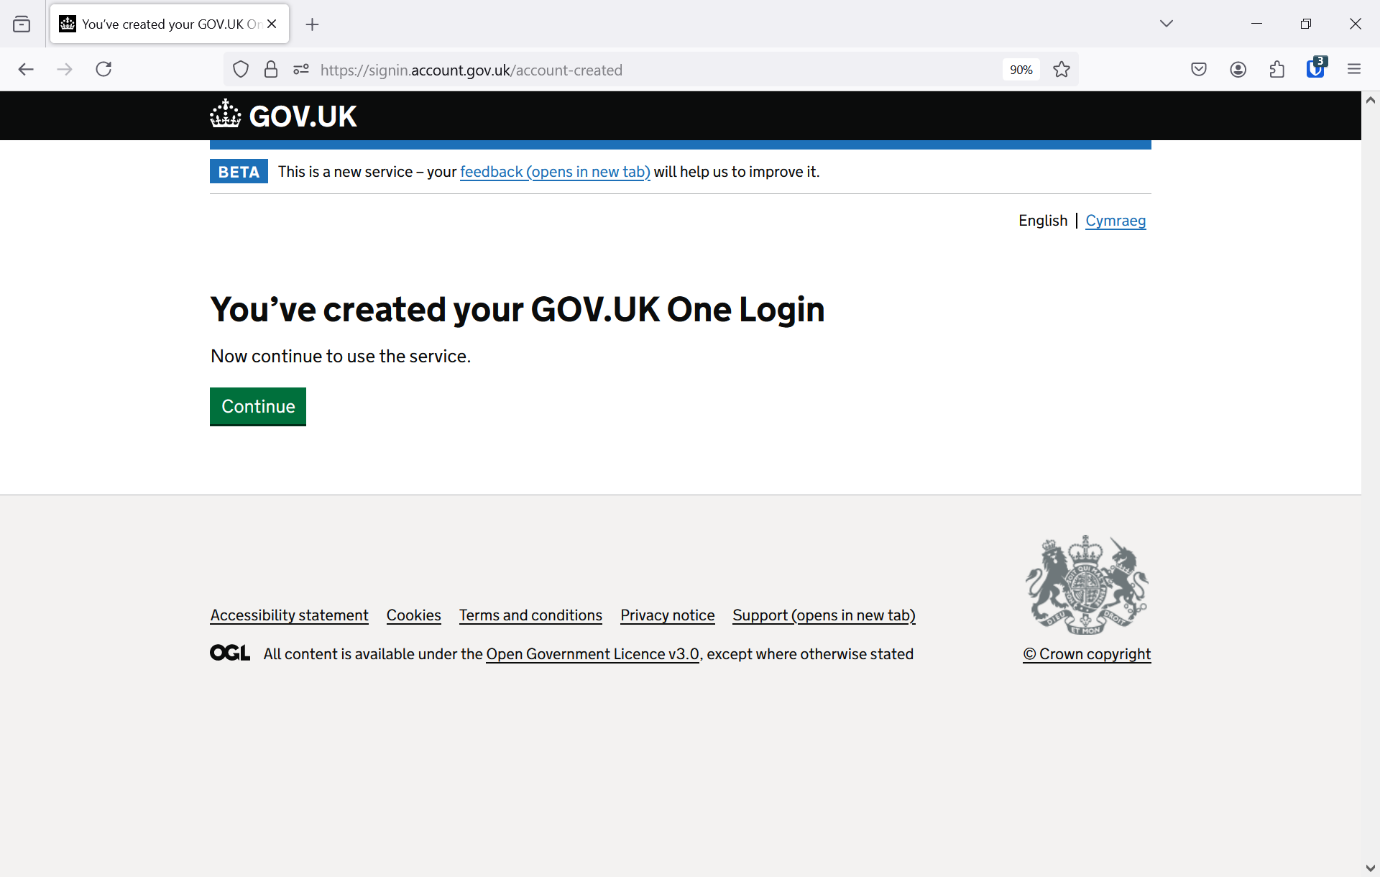 You've created your GOV.UK On
https://signin.account.gov.uk/account-created
90%
3
GOV.UK
BETA This is a new service – your feedback (opens in new tab) will help us to improve it.
English | Cymraeg
You've created your GOV.UK One Login
Now continue to use the service.
Continue
Accessibility statement Cookies Terms and conditions Privacy notice Support (opens in new tab)
OGL All content is available under the Open Government Licence v3.0, except where otherwise stated
© Crown copyright